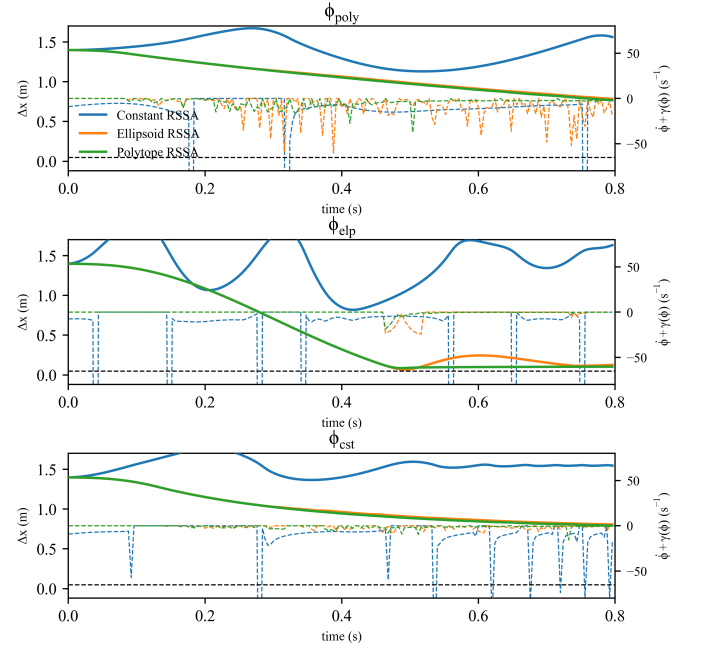 ϕpoly
1.5
1.0
0.5
0.0
Δx (m)
Constant RSSA
Ellipsoid RSSA
Polytope RSSA
50
0
−50
ϕ̇ + γ(ϕ) (s⁻¹)
0.0 0.2 0.4 0.6 0.8
time (s)
ϕelp
1.5
1.0
0.5
0.0
Δx (m)
50
0
−50
ϕ̇ + γ(ϕ) (s⁻¹)
0.0 0.2 0.4 0.6 0.8
time (s)
ϕcst
1.5
1.0
0.5
0.0
Δx (m)
50
0
−50
ϕ̇ + γ(ϕ) (s⁻¹)
0.0 0.2 0.4 0.6 0.8
time (s)